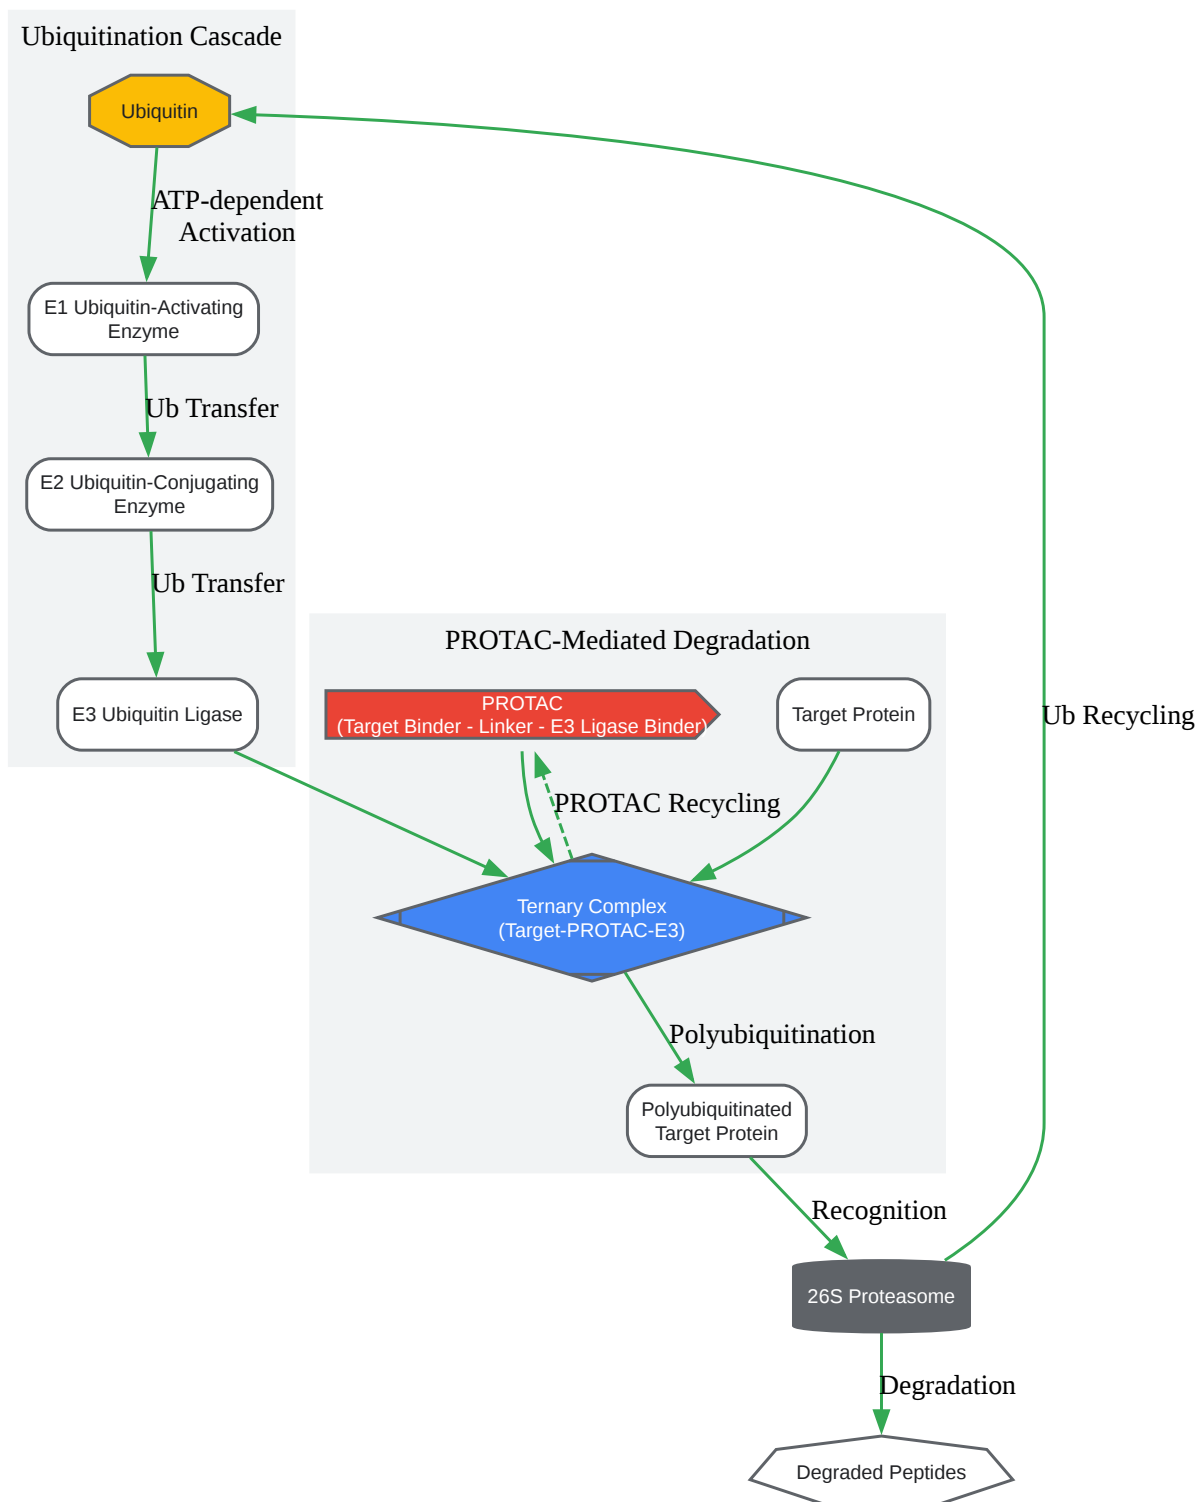 Ubiquitination Cascade
Ubiquitin
ATP-dependent
Activation
E1 Ubiquitin-Activating
Enzyme
Ub Transfer
E2 Ubiquitin-Conjugating
Enzyme
Ub Transfer
E3 Ubiquitin Ligase
PROTAC-Mediated Degradation
PROTAC
(Target Binder - Linker - E3 Ligase Binder)
Target Protein
Ub Recycling
PROTAC Recycling
Ternary Complex
(Target-PROTAC-E3)
Polyubiquitination
Polyubiquitinated
Target Protein
Recognition
26S Proteasome
Degradation
Degraded Peptides